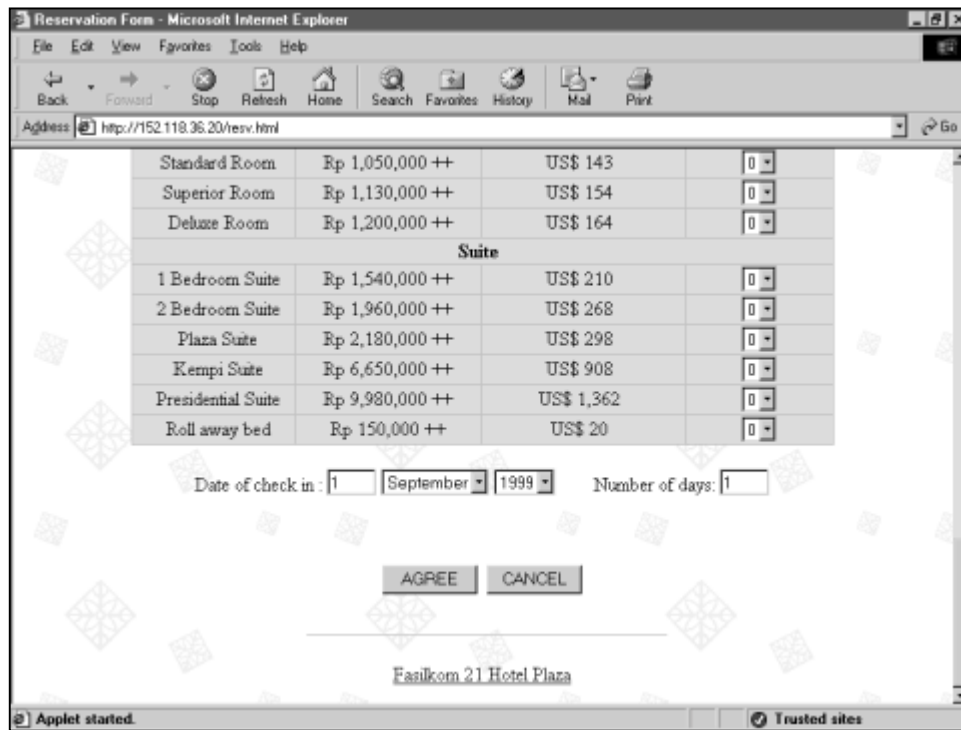 Reservation Form - Microsoft Internet Explorer
File Edit View Favorites Tools Help
Back Forward Stop Refresh Home Search Favorites History Mail Print
Address http://152.118.36.20/resv.html Go
Standard Room Rp 1,050,000 ++ US$ 143 0
Superior Room Rp 1,130,000 ++ US$ 154 0
Deluxe Room Rp 1,200,000 ++ US$ 164 0
Suite
1 Bedroom Suite Rp 1,540,000 ++ US$ 210 0
2 Bedroom Suite Rp 1,960,000 ++ US$ 268 0
Plaza Suite Rp 2,180,000 ++ US$ 298 0
Kempi Suite Rp 6,650,000 ++ US$ 908 0
Presidential Suite Rp 9,980,000 ++ US$ 1,362 0
Roll away bed Rp 150,000 ++ US$ 20 0
Date of check in : 1 September 1999 Number of days: 1
AGREE CANCEL
Fasilkom 21 Hotel Plaza
Applet started. Trusted sites